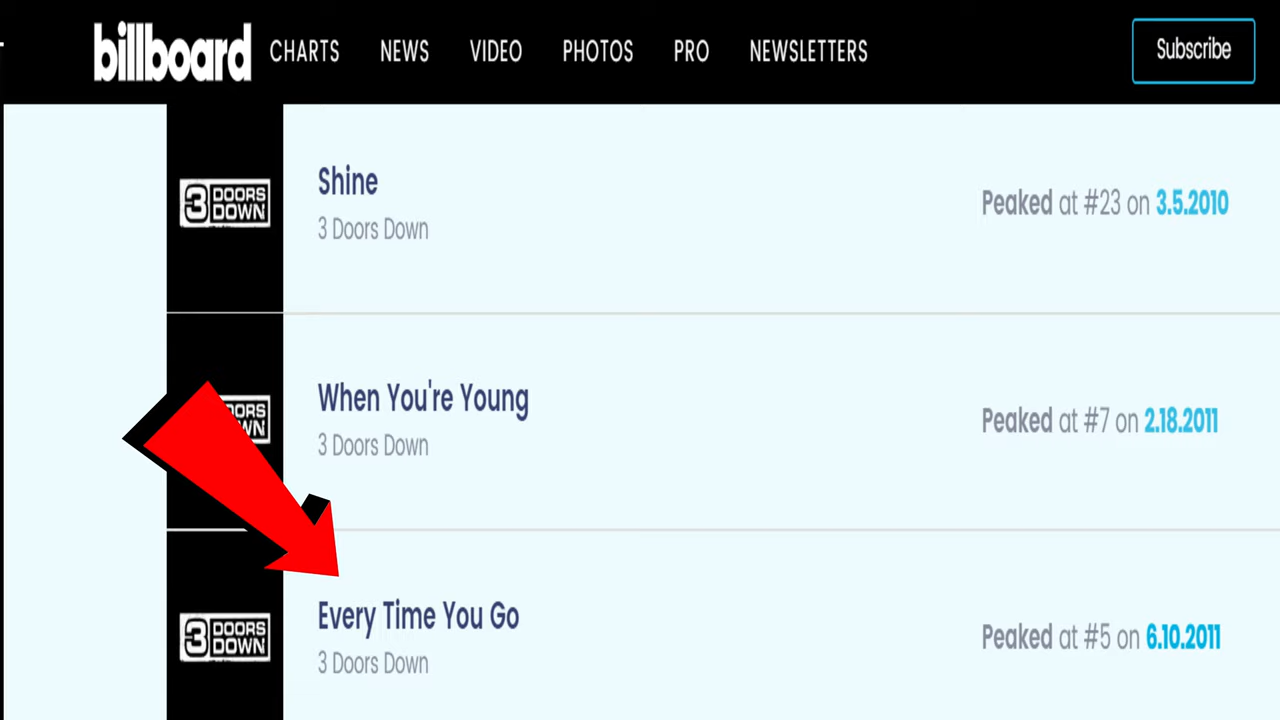 billboard CHARTS NEWS VIDEO PHOTOS PRO NEWSLETTERS Subscribe
3 DOORS DOWN
Shine
3 Doors Down
Peaked at #23 on 3.5.2010
OORS
WN
When You're Young
3 Doors Down
Peaked at #7 on 2.18.2011
3 DOORS DOWN
Every Time You Go
3 Doors Down
Peaked at #5 on 6.10.2011